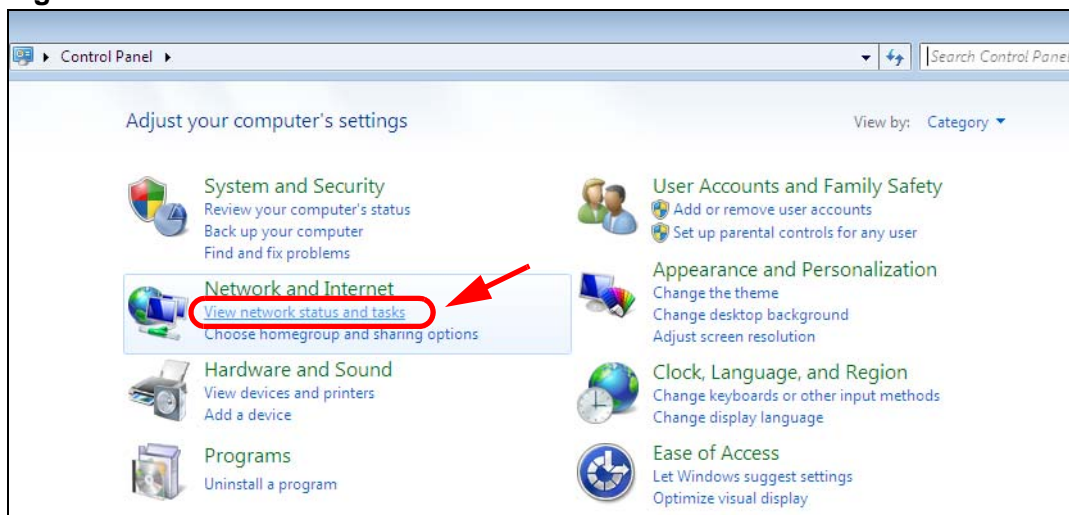 Control Panel
Search Control Panel
Adjust your computer's settings
View by: Category
System and Security
Review your computer's status
Back up your computer
Find and fix problems
Network and Internet
View network status and tasks
Choose homegroup and sharing options
Hardware and Sound
View devices and printers
Add a device
Programs
Uninstall a program
User Accounts and Family Safety
Add or remove user accounts
Set up parental controls for any user
Appearance and Personalization
Change the theme
Change desktop background
Adjust screen resolution
Clock, Language, and Region
Change keyboards or other input methods
Change display language
Ease of Access
Let Windows suggest settings
Optimize visual display